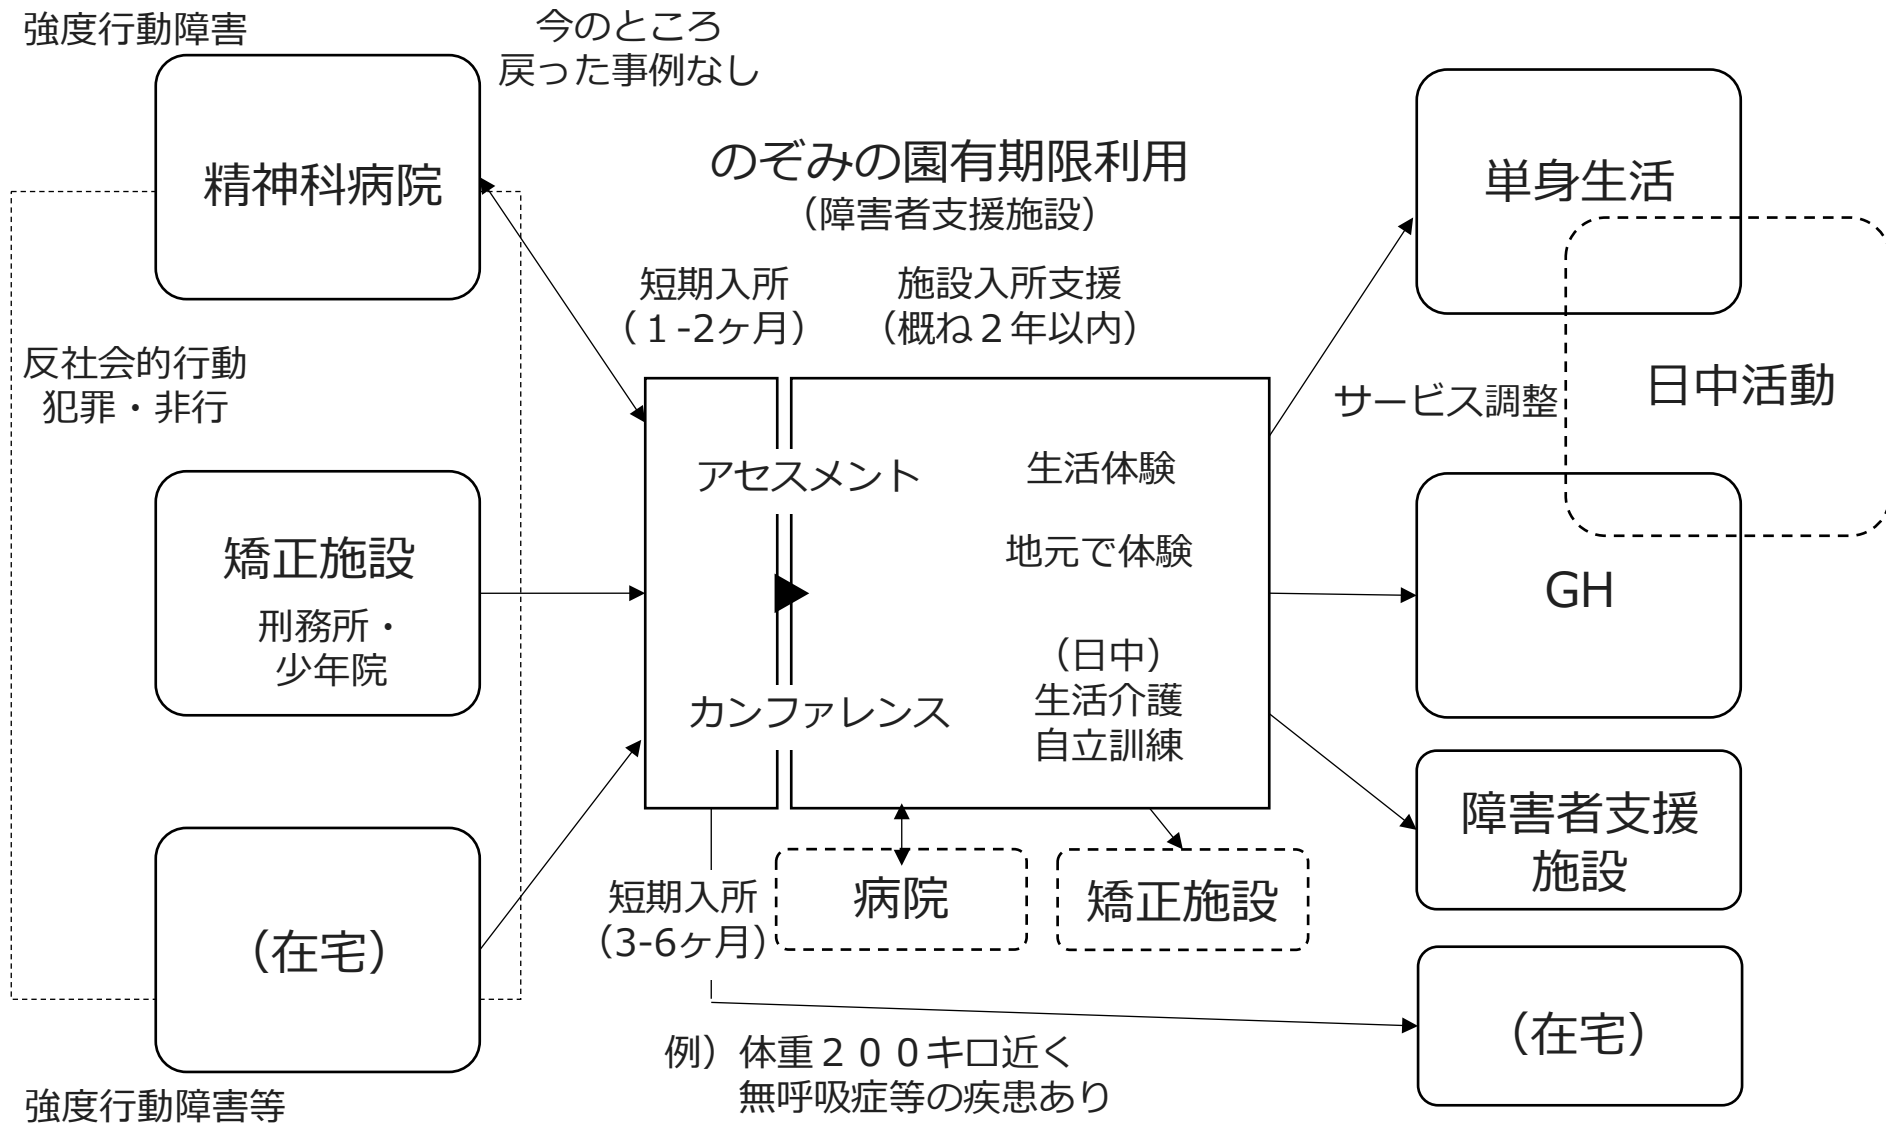 強度行動障害
今のところ
戻った事例なし
精神科病院
のぞみの園有期限利用
（障害者支援施設）
単身生活
短期入所
（１-2ヶ月）
施設入所支援
（概ね２年以内）
反社会的行動
犯罪・非行
サービス調整
日中活動
アセスメント
生活体験
地元で体験
矯正施設
刑務所・
少年院
GH
（日中）
生活介護
自立訓練
カンファレンス
障害者支援
施設
短期入所
（3-6ヶ月）
病院
矯正施設
（在宅）
（在宅）
例）体重２００キロ近く
無呼吸症等の疾患あり
強度行動障害等